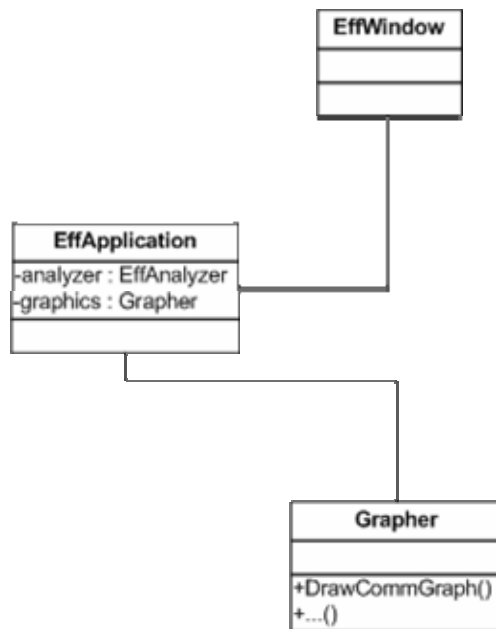 EffWindow
EffApplication
-analyzer : EffAnalyzer
-graphics : Grapher
Grapher
+DrawCommGraph()
+...()